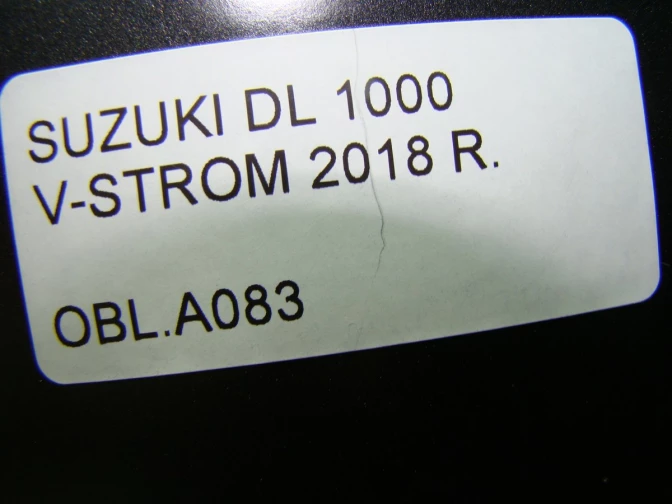 SUZUKI DL 1000
V-STROM 2018 R.
OBL.A083